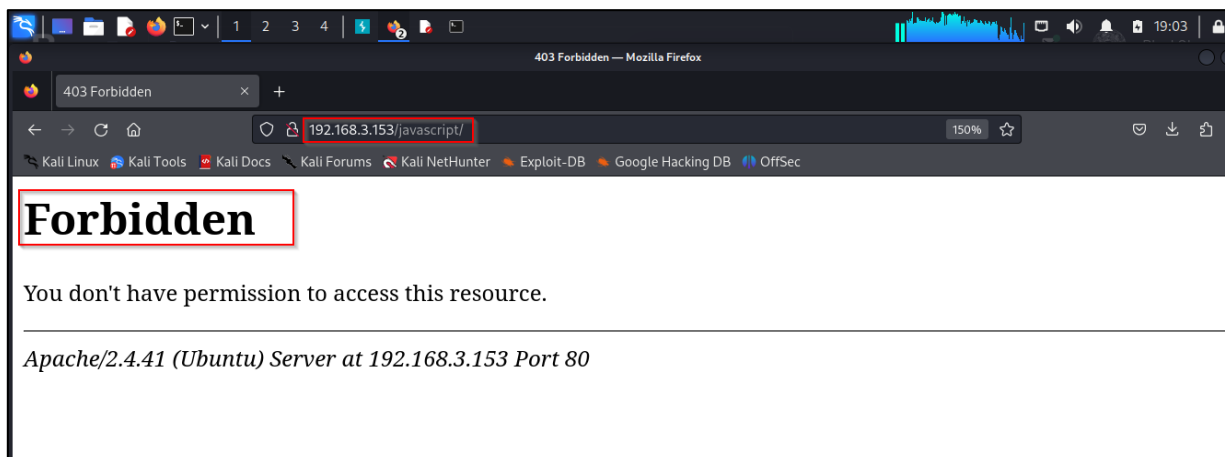 1 2 3 4 2 19:03
403 Forbidden — Mozilla Firefox
403 Forbidden × +
192.168.3.153/javascript/ 150%
Kali Linux Kali Tools Kali Docs Kali Forums Kali NetHunter Exploit-DB Google Hacking DB OffSec
Forbidden
You don't have permission to access this resource.
Apache/2.4.41 (Ubuntu) Server at 192.168.3.153 Port 80